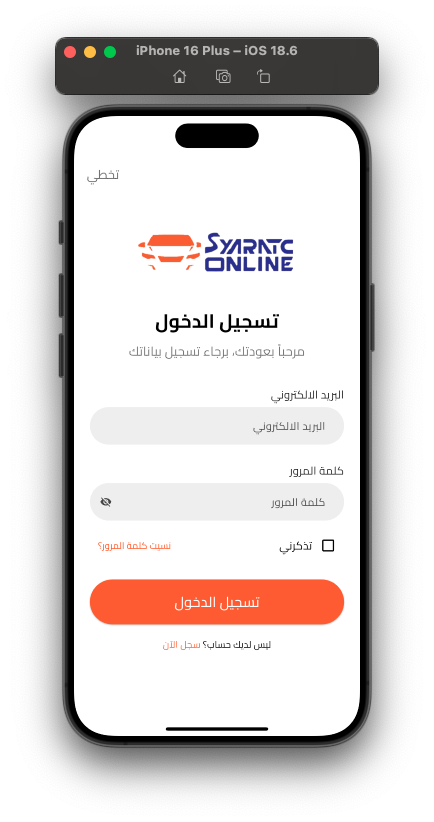 iPhone 16 Plus – iOS 18.6
تخطي
SYARATC
ONLINE
تسجيل الدخول
مرحباً بعودتك، برجاء تسجيل بياناتك
البريد الالكتروني
البريد الالكتروني
كلمة المرور
كلمة المرور
تذكرني نسيت كلمة المرور؟
تسجيل الدخول
ليس لديك حساب؟ سجل الآن